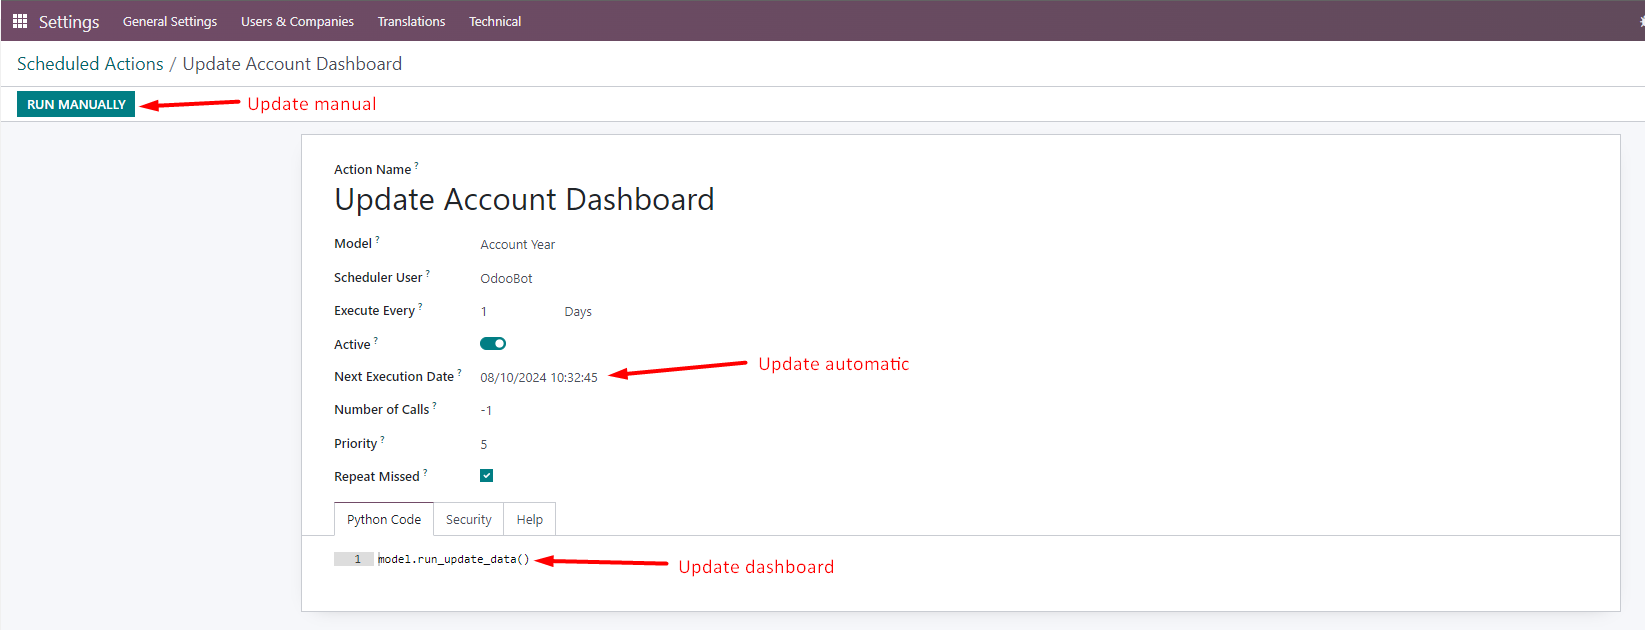 Settings General Settings Users & Companies Translations Technical
Scheduled Actions / Update Account Dashboard
RUN MANUALLY Update manual
Action Name ?
Update Account Dashboard
Model ? Account Year
Scheduler User ? OdooBot
Execute Every ? 1 Days
Active ?
Next Execution Date ? 08/10/2024 10:32:45 Update automatic
Number of Calls ? -1
Priority ? 5
Repeat Missed ?
Python Code Security Help
1 model.run_update_data() Update dashboard